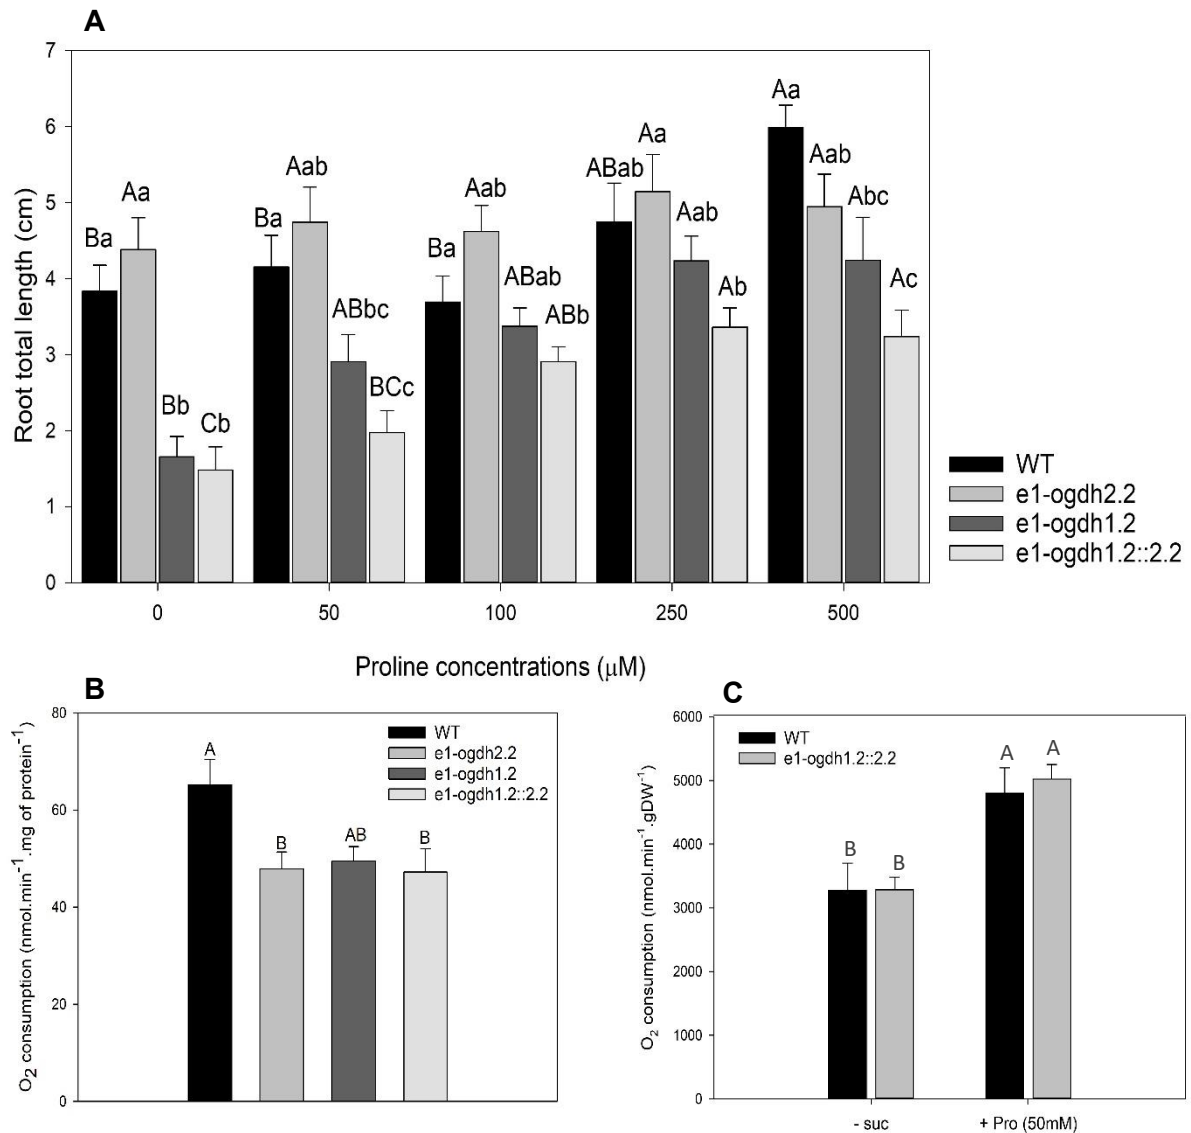 A
Root total length (cm)
7
6
5
4
3
2
1
0
Ba
Aa
Bb
Cb
Ba
Aab
ABbc
BCc
Ba
Aab
ABab
ABb
ABab
Aa
Aab
Ab
Aa
Aab
Abc
Ac
0 50 100 250 500
Proline concentrations (μM)
WT
e1-ogdh2.2
e1-ogdh1.2
e1-ogdh1.2::2.2
B
O₂ consumption (nmol.min⁻¹.mg of protein⁻¹)
80
60
40
20
0
A
B
AB
B
WT
e1-ogdh2.2
e1-ogdh1.2
e1-ogdh1.2::2.2
C
O₂ consumption (nmol.min⁻¹.gDW⁻¹)
6000
5000
4000
3000
2000
1000
0
WT
e1-ogdh1.2::2.2
B
B
A
A
- suc + Pro (50mM)